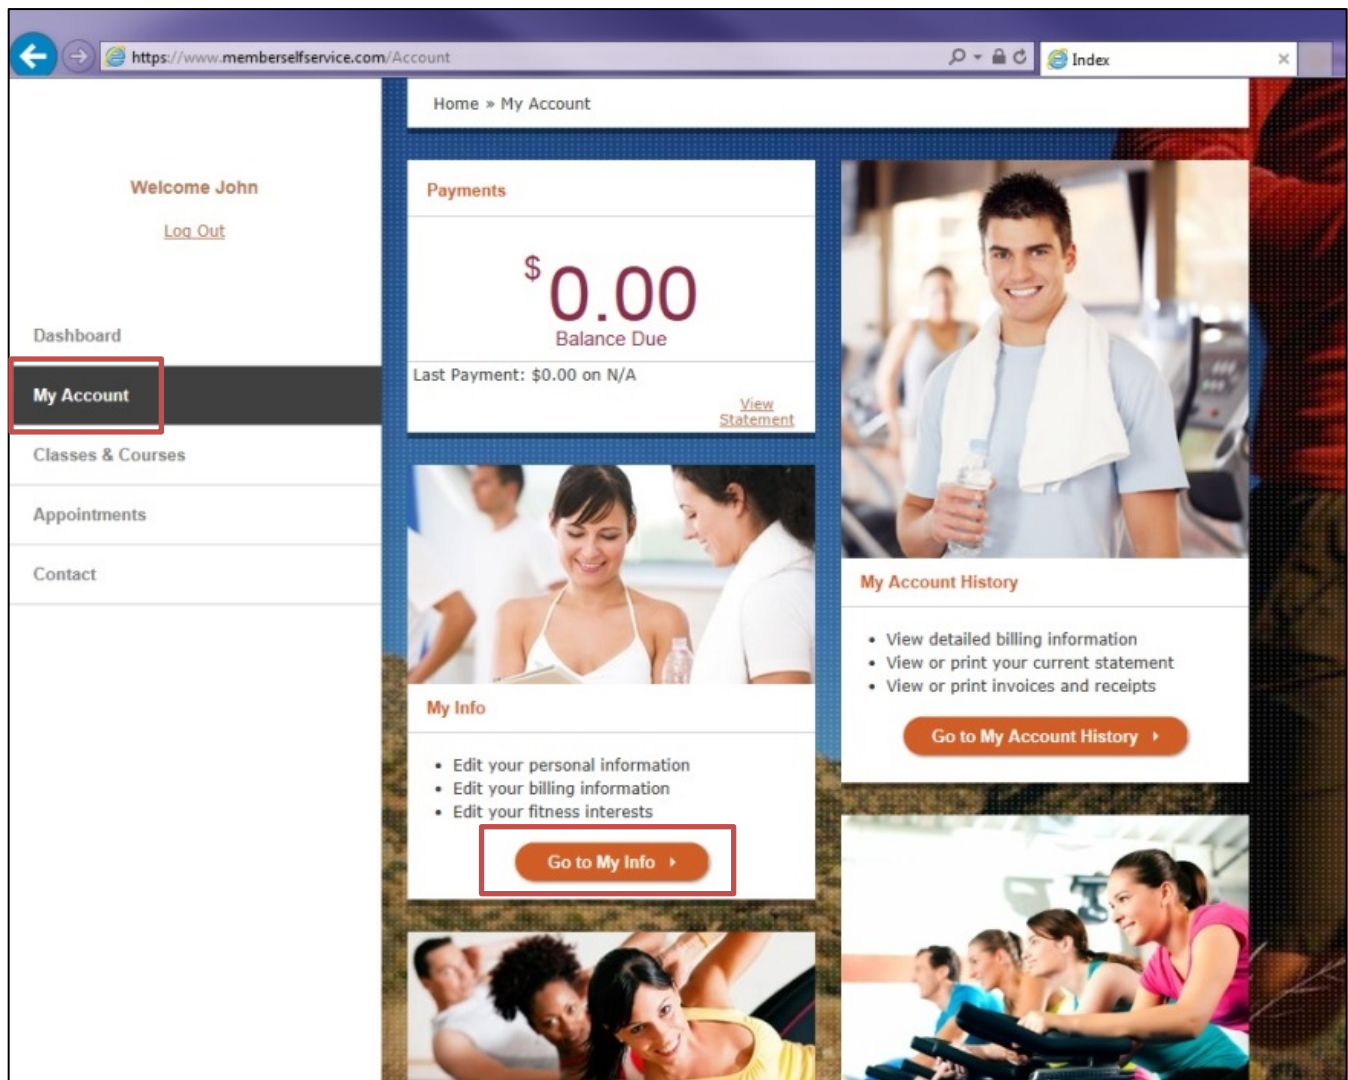 https://www.memberselfservice.com/Account
Index
Home » My Account
Welcome John
Log Out
Dashboard
My Account
Classes & Courses
Appointments
Contact
Payments
$0.00
Balance Due
Last Payment: $0.00 on N/A
View
Statement
My Info
• Edit your personal information
• Edit your billing information
• Edit your fitness interests
Go to My Info
My Account History
• View detailed billing information
• View or print your current statement
• View or print invoices and receipts
Go to My Account History